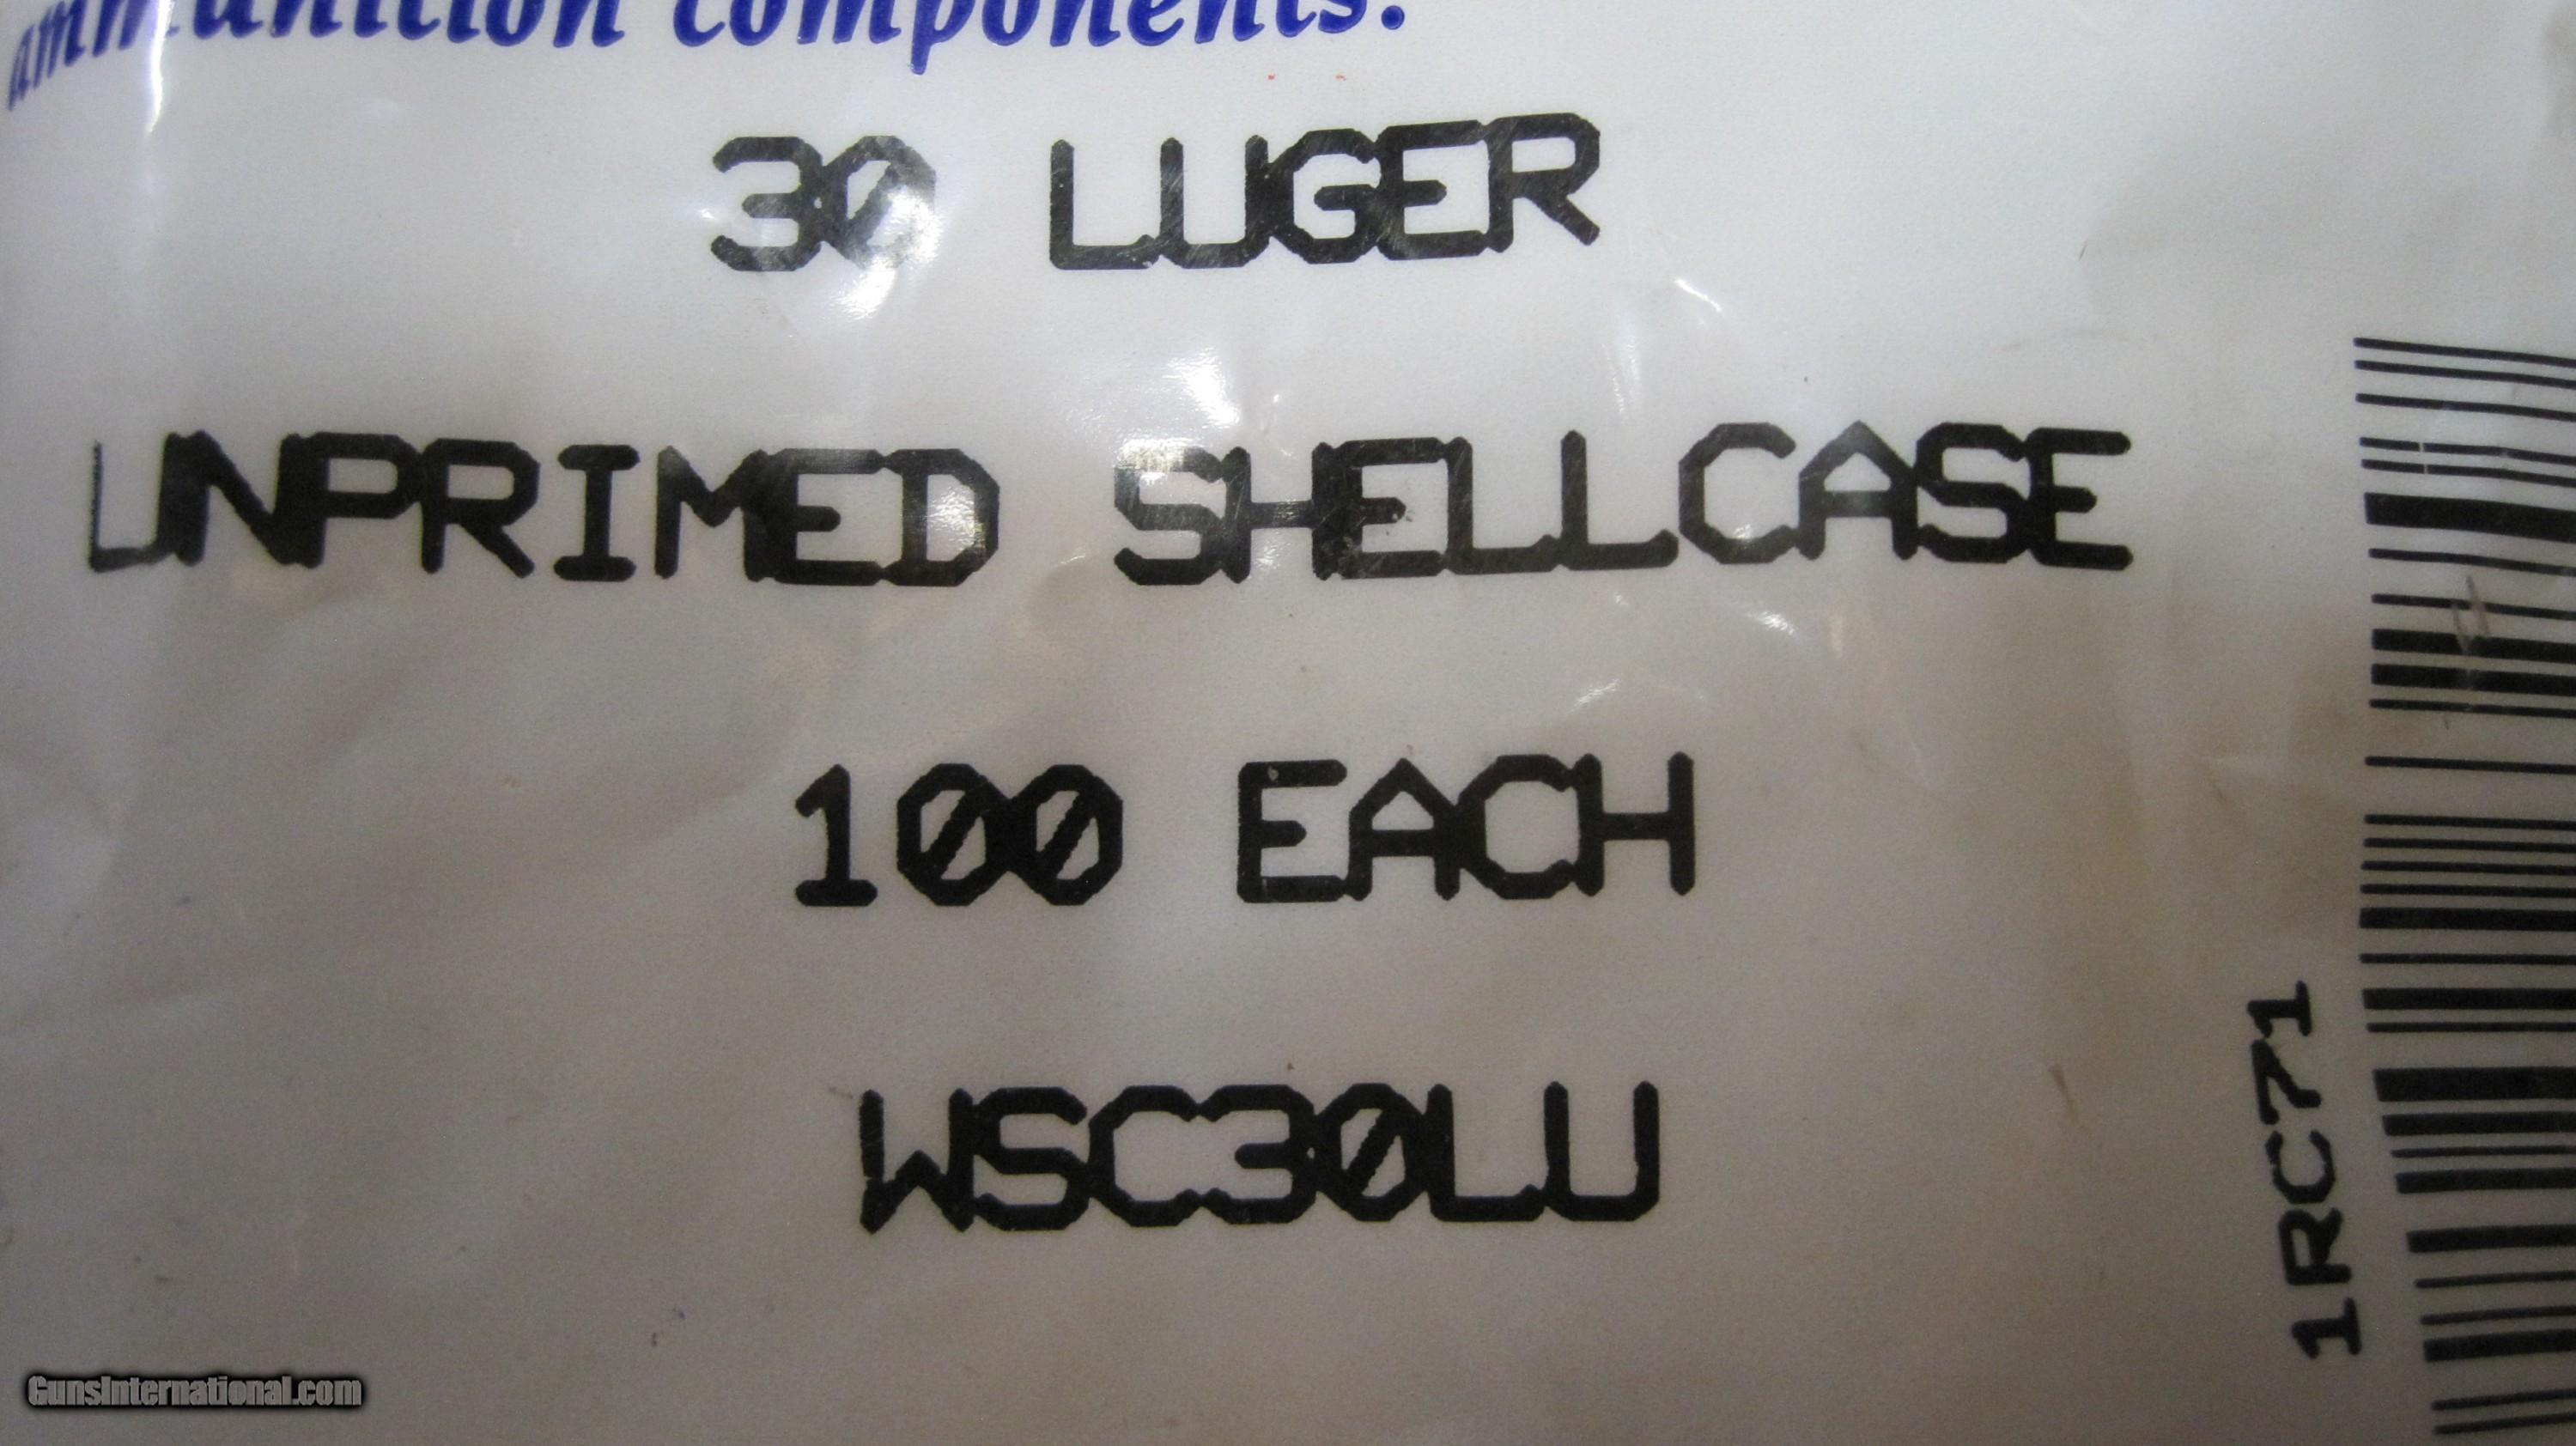 ammunition components.
30 LUGER
UNPRIMED SHELLCASE
100 EACH
WSC30LU
1RC71
GunsInternational.com